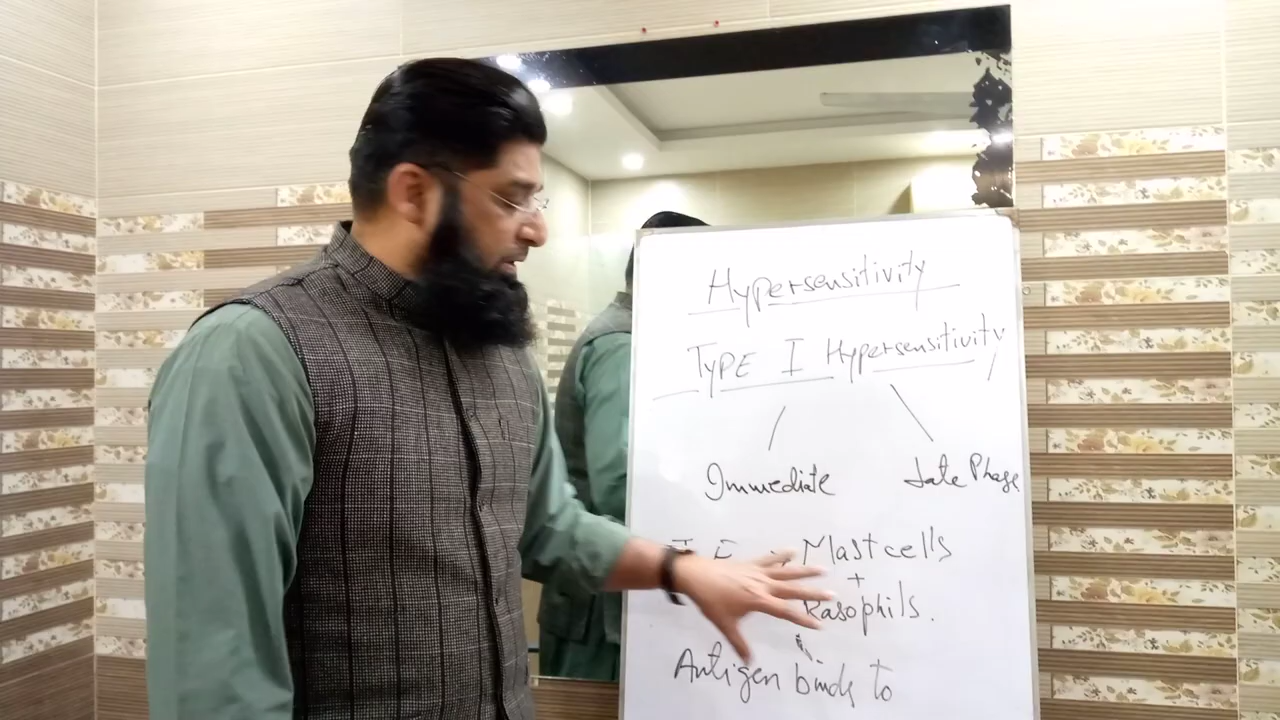 Hypersensitivity
TYPE I Hypersensitivity
Immediate Late Phase
Mast cells
+
Basophils.
Antigen binds to